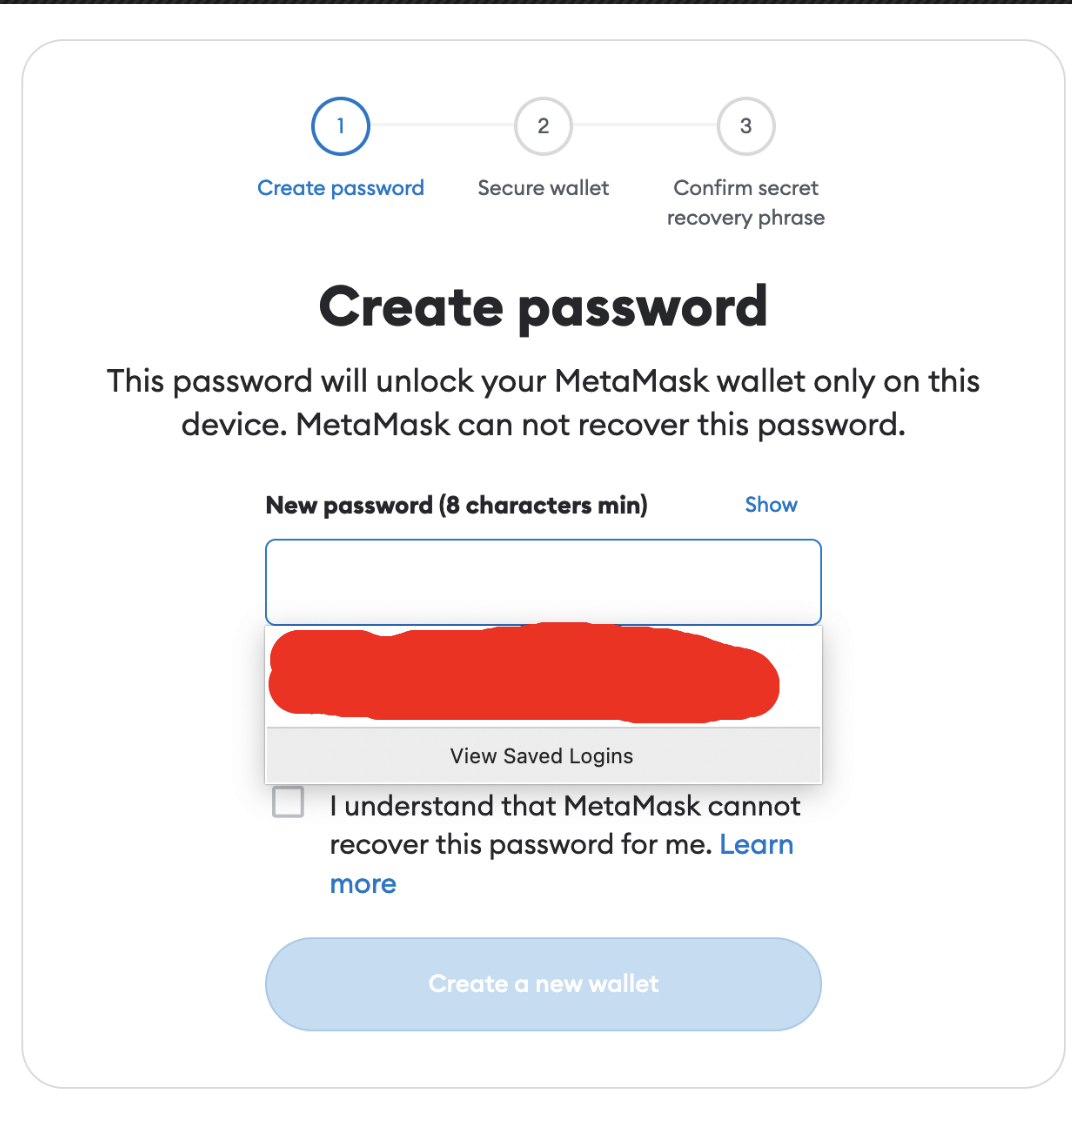 1
2
3
Create password
Secure wallet
Confirm secret
recovery phrase
Create password
This password will unlock your MetaMask wallet only on this
device. MetaMask can not recover this password.
New password (8 characters min)
Show
View Saved Logins
I understand that MetaMask cannot
recover this password for me. Learn
more
Create a new wallet